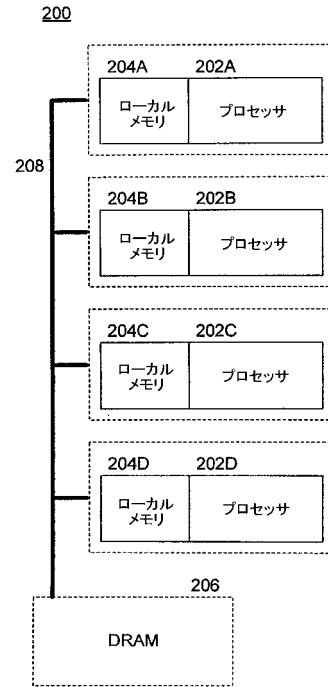 200
204A 202A
ローカル
メモリ
プロセッサ
208
204B 202B
ローカル
メモリ
プロセッサ
204C 202C
ローカル
メモリ
プロセッサ
204D 202D
ローカル
メモリ
プロセッサ
206
DRAM